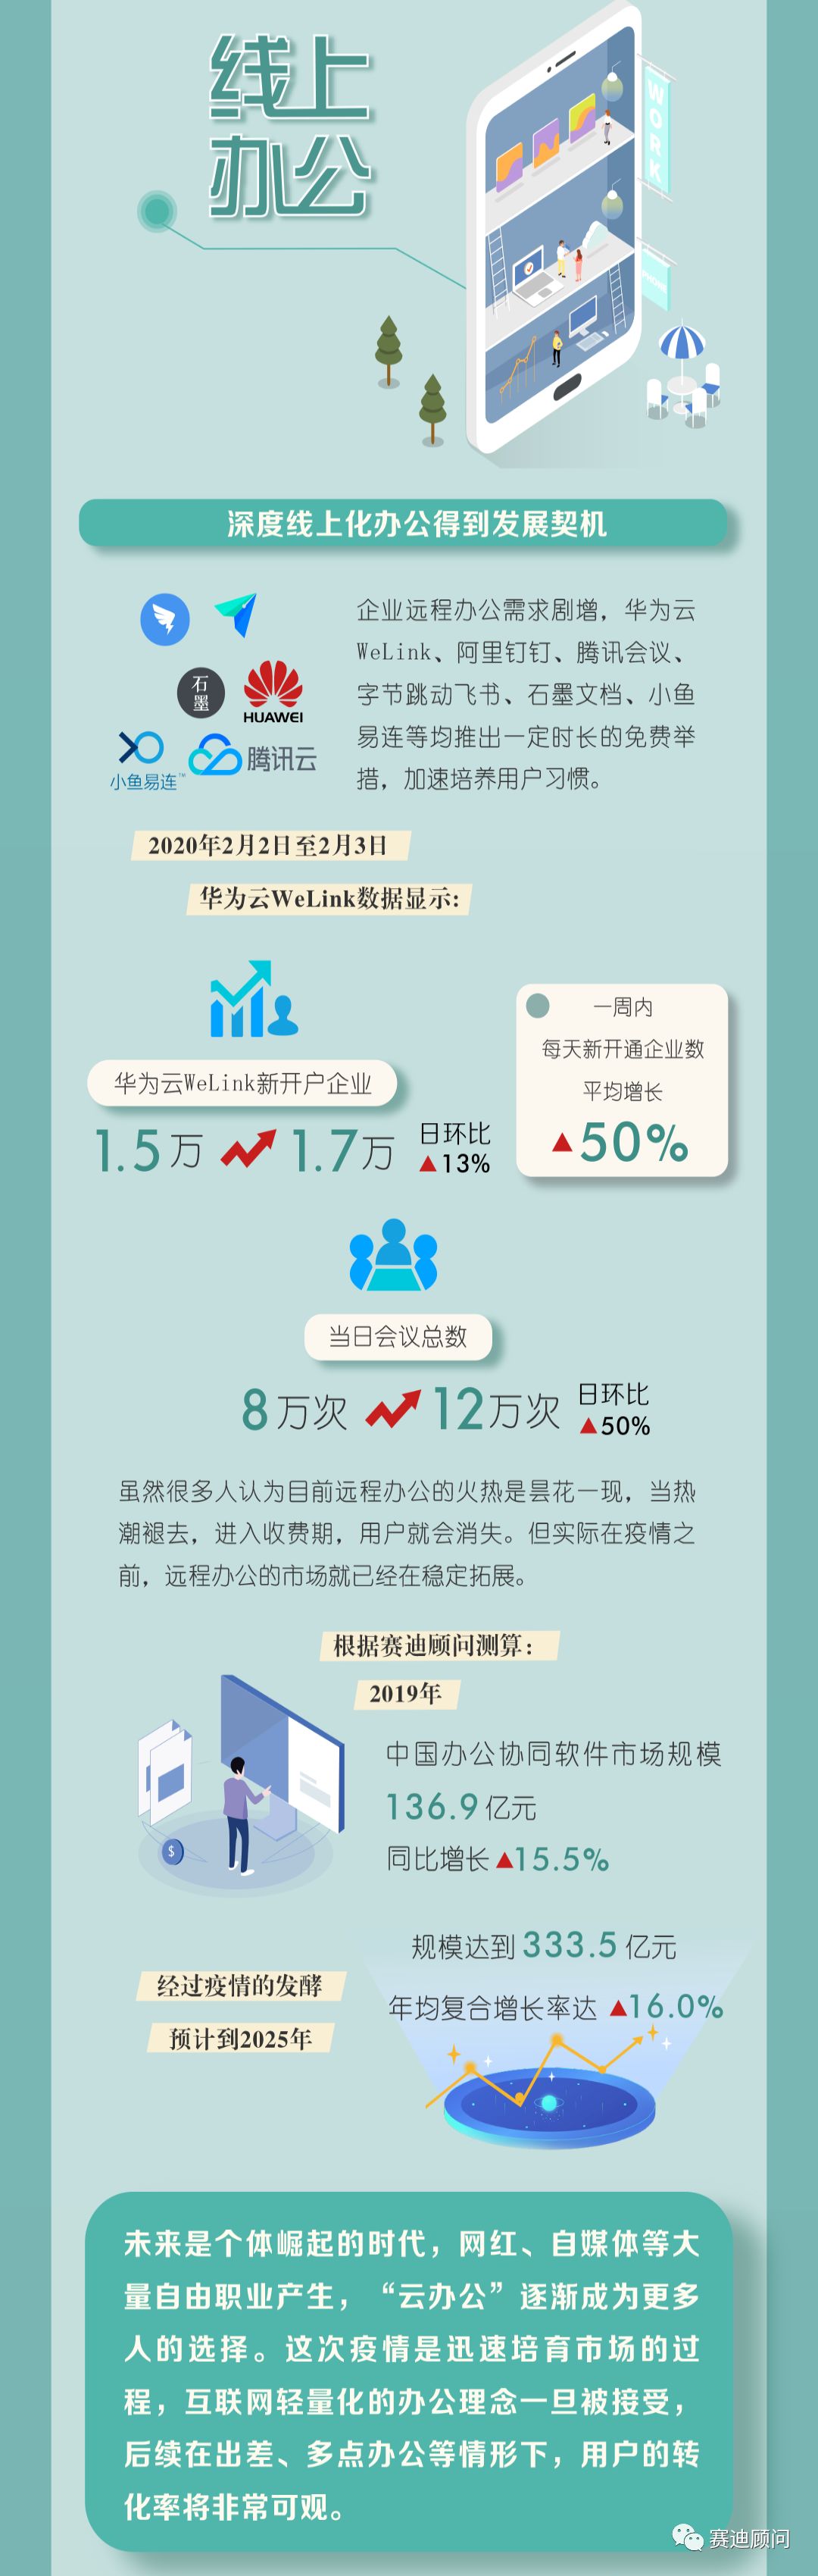 线上
办公
WORK
PHONE
深度线上化办公得到发展契机
企业远程办公需求剧增，华为云
WeLink、阿里钉钉、腾讯会议、
字节跳动飞书、石墨文档、小鱼
易连等均推出一定时长的免费举
措，加速培养用户习惯。
石
墨
HUAWEI
小鱼易连™
腾讯云
2020年2月2日至2月3日
华为云WeLink数据显示:
华为云WeLink新开户企业
1.5万 1.7万
日环比
▲13%
一周内
每天新开通企业数
平均增长
▲50%
当日会议总数
8万次 12万次
日环比
▲50%
虽然很多人认为目前远程办公的火热是昙花一现，当热
潮褪去，进入收费期，用户就会消失。但实际在疫情之
前，远程办公的市场就已经在稳定拓展。
根据赛迪顾问测算：
2019年
中国办公协同软件市场规模
136.9亿元
同比增长▲15.5%
$
规模达到333.5亿元
年均复合增长率达▲16.0%
经过疫情的发酵
预计到2025年
未来是个体崛起的时代，网红、自媒体等大
量自由职业产生，“云办公”逐渐成为更多
人的选择。这次疫情是迅速培育市场的过
程，互联网轻量化的办公理念一旦被接受，
后续在出差、多点办公等情形下，用户的转
化率将非常可观。
赛迪顾问